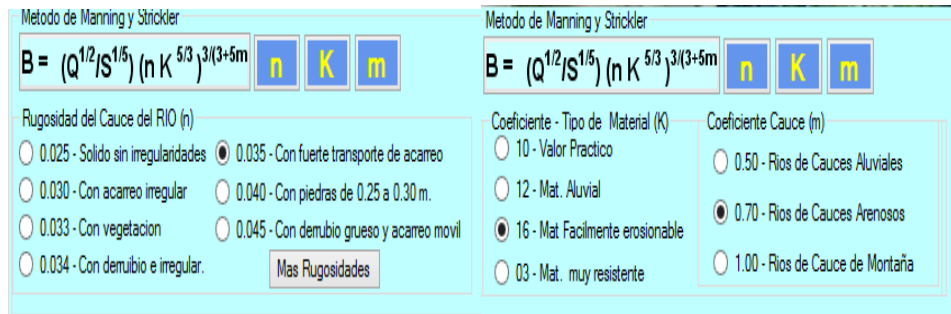 Metodo de Manning y Strickler
B = (Q^1/2/S^1/5) (n K^5/3)^3/(3+5m
n
K
m
Rugosidad del Cauce del RIO (n)
0.025 - Solido sin irregularidades
0.035 - Con fuerte transporte de acarreo
0.030 - Con acarreo irregular
0.040 - Con piedras de 0.25 a 0.30 m.
0.033 - Con vegetacion
0.045 - Con derrubio grueso y acarreo movil
0.034 - Con derruibio e irregular.
Mas Rugosidades
Metodo de Manning y Strickler
B = (Q^1/2/S^1/5) (n K^5/3)^3/(3+5m
n
K
m
Coeficiente - Tipo de Material (K)
10 - Valor Practico
12 - Mat. Aluvial
16 - Mat Facilmente erosionable
03 - Mat. muy resistente
Coeficiente Cauce (m)
0.50 - Rios de Cauces Aluviales
0.70 - Rios de Cauces Arenosos
1.00 - Rios de Cauce de Montaña